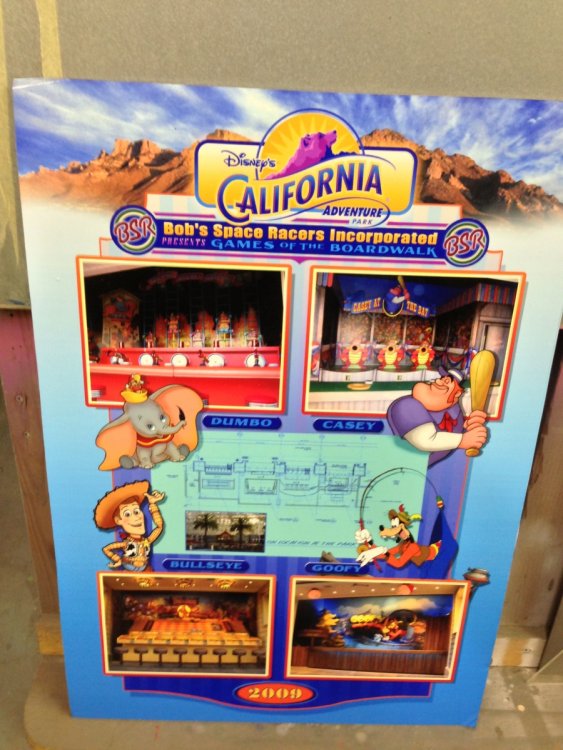 Disney's
CALIFORNIA
ADVENTURE
PARK
BSR
Bob's Space Racers Incorporated
PRESENTS GAMES OF THE BOARDWALK
BSR
CASEY AT THE BAT
DUMBO
CASEY
BULLSEYE
GOOFY
2009